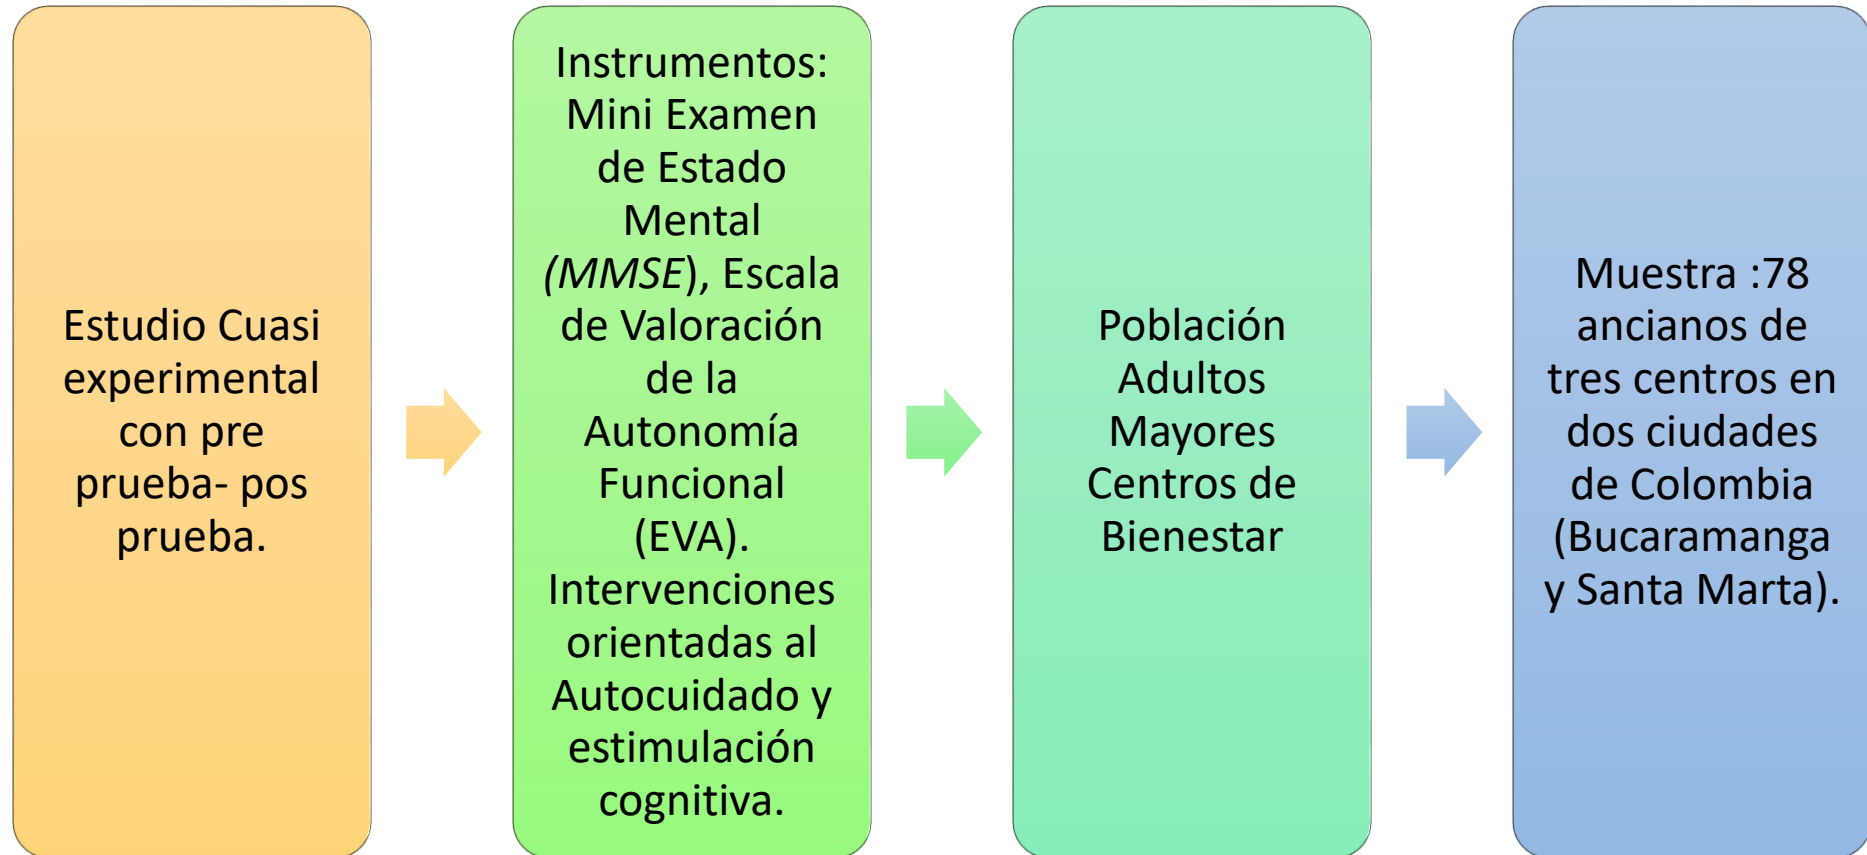 Estudio Cuasi
experimental
con pre
prueba- pos
prueba.
Instrumentos:
Mini Examen
de Estado
Mental
(MMSE), Escala
de Valoración
de la
Autonomía
Funcional
(EVA).
Intervenciones
orientadas al
Autocuidado y
estimulación
cognitiva.
Población
Adultos
Mayores
Centros de
Bienestar
Muestra :78
ancianos de
tres centros en
dos ciudades
de Colombia
(Bucaramanga
y Santa Marta).